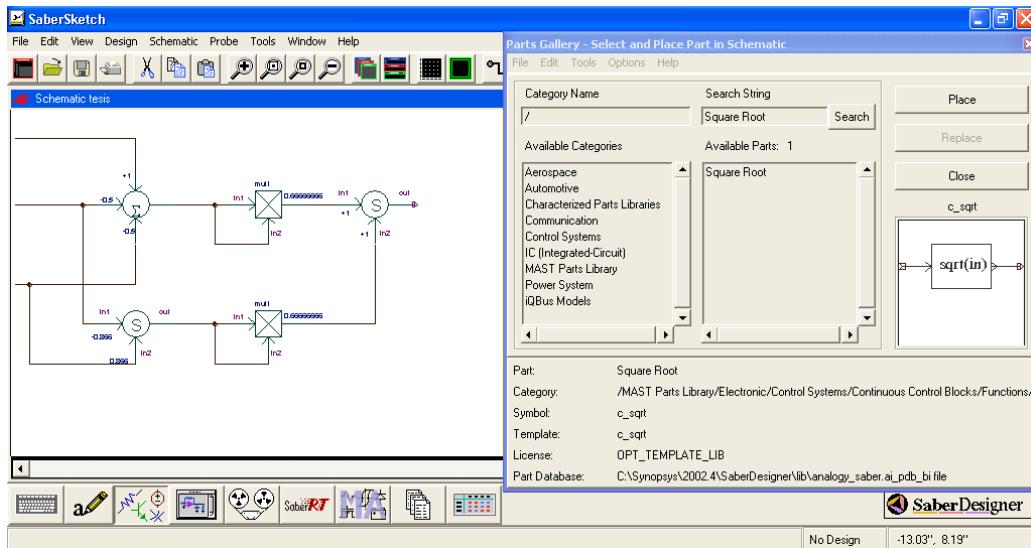 SaberSketch
File Edit View Design Schematic Probe Tools Window Help
Schematic tesis
+1
-0.5
Σ
-0.5
mult
in1
0.66666666
in2
in1
out
S
+1
in2
+1
in1
out
S
-0.866
in2
0.866
mult
in1
0.66666666
in2
Parts Gallery - Select and Place Part in Schematic
File Edit Tools Options Help
Category Name
/
Search String
Square Root
Search
Available Categories
Aerospace
Automotive
Characterized Parts Libraries
Communication
Control Systems
IC (Integrated-Circuit)
MAST Parts Library
Power System
iQBus Models
Available Parts: 1
Square Root
Place
Replace
Close
c_sqrt
sqrt(in)
Part: Square Root
Category: /MAST Parts Library/Electronic/Control Systems/Continuous Control Blocks/Functions/
Symbol: c_sqrt
Template: c_sqrt
License: OPT_TEMPLATE_LIB
Part Database: C:\Synopsys\2002.4\SaberDesigner\lib\analogy_saber.ai_pdb_bi file
a
SaberRT
MA
SaberDesigner
No Design
-13.03", 8.19"